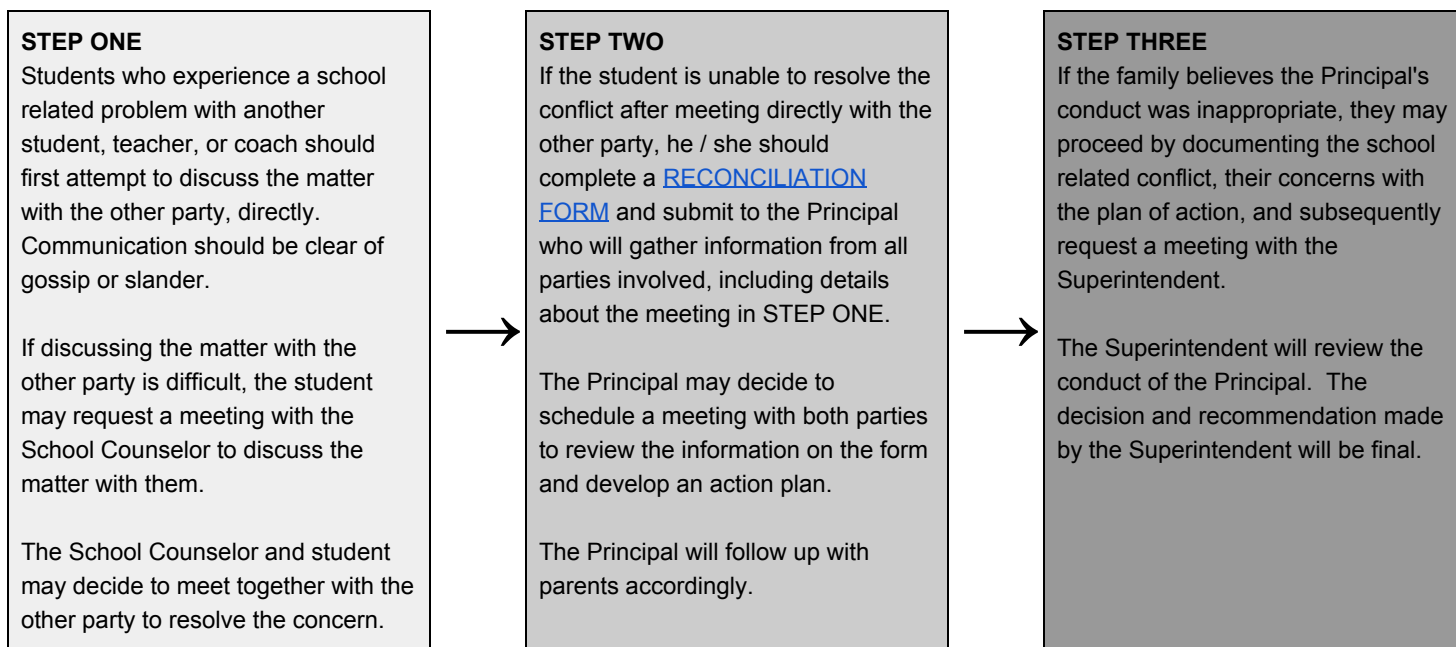 STEP ONE
Students who experience a school
related problem with another
student, teacher, or coach should
first attempt to discuss the matter
with the other party, directly.
Communication should be clear of
gossip or slander.
If discussing the matter with the
other party is difficult, the student
may request a meeting with the
School Counselor to discuss the
matter with them.
The School Counselor and student
may decide to meet together with the
other party to resolve the concern.
STEP TWO
If the student is unable to resolve the
conflict after meeting directly with the
other party, he / she should
complete a RECONCILIATION
FORM and submit to the Principal
who will gather information from all
parties involved, including details
about the meeting in STEP ONE.
The Principal may decide to
schedule a meeting with both parties
to review the information on the form
and develop an action plan.
The Principal will follow up with
parents accordingly.
STEP THREE
If the family believes the Principal's
conduct was inappropriate, they may
proceed by documenting the school
related conflict, their concerns with
the plan of action, and subsequently
request a meeting with the
Superintendent.
The Superintendent will review the
conduct of the Principal.  The
decision and recommendation made
by the Superintendent will be final.